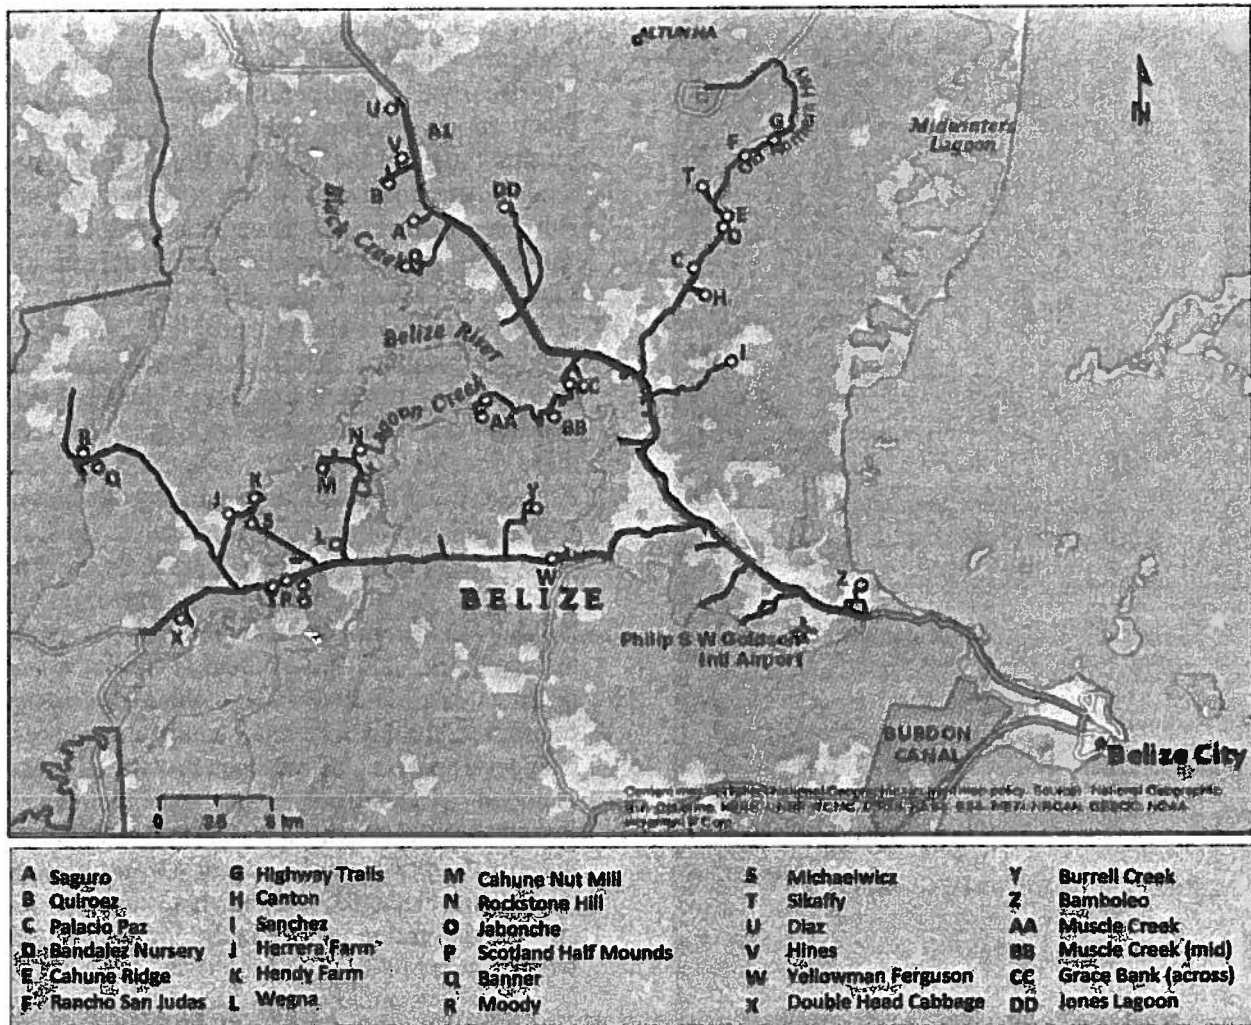 ALTUN HA
N
Midwinters
Lagoon
U
V
B
A
DD
G
F
T
E
D
C
H
I
Black Creek
Belize River
Lagoon Creek
CC
AA
BB
R
Q
N
M
K
J
S
L
Y
W
P
X
Z
BELIZE
Philip S W Goldson
Intl Airport
BURDON
CANAL
Belize City
0
km
A Saguro
B Quiroez
C Palacio Paz
D Bandalez Nursery
E Cahune Ridge
F Rancho San Judas
G Highway Trails
H Canton
I Sanchez
J Herrera Farm
K Hendy Farm
L Wegna
M Cahune Nut Mill
N Rockstone Hill
O Jabonche
P Scotland Half Mounds
Q Banner
R Moody
S Michaelwicz
T Sikaffy
U Diaz
V Hines
W Yellowman Ferguson
X Double Head Cabbage
Y Burrell Creek
Z Bamboleo
AA Muscle Creek
BB Muscle Creek (mid)
CC Grace Bank (across)
DD Jones Lagoon